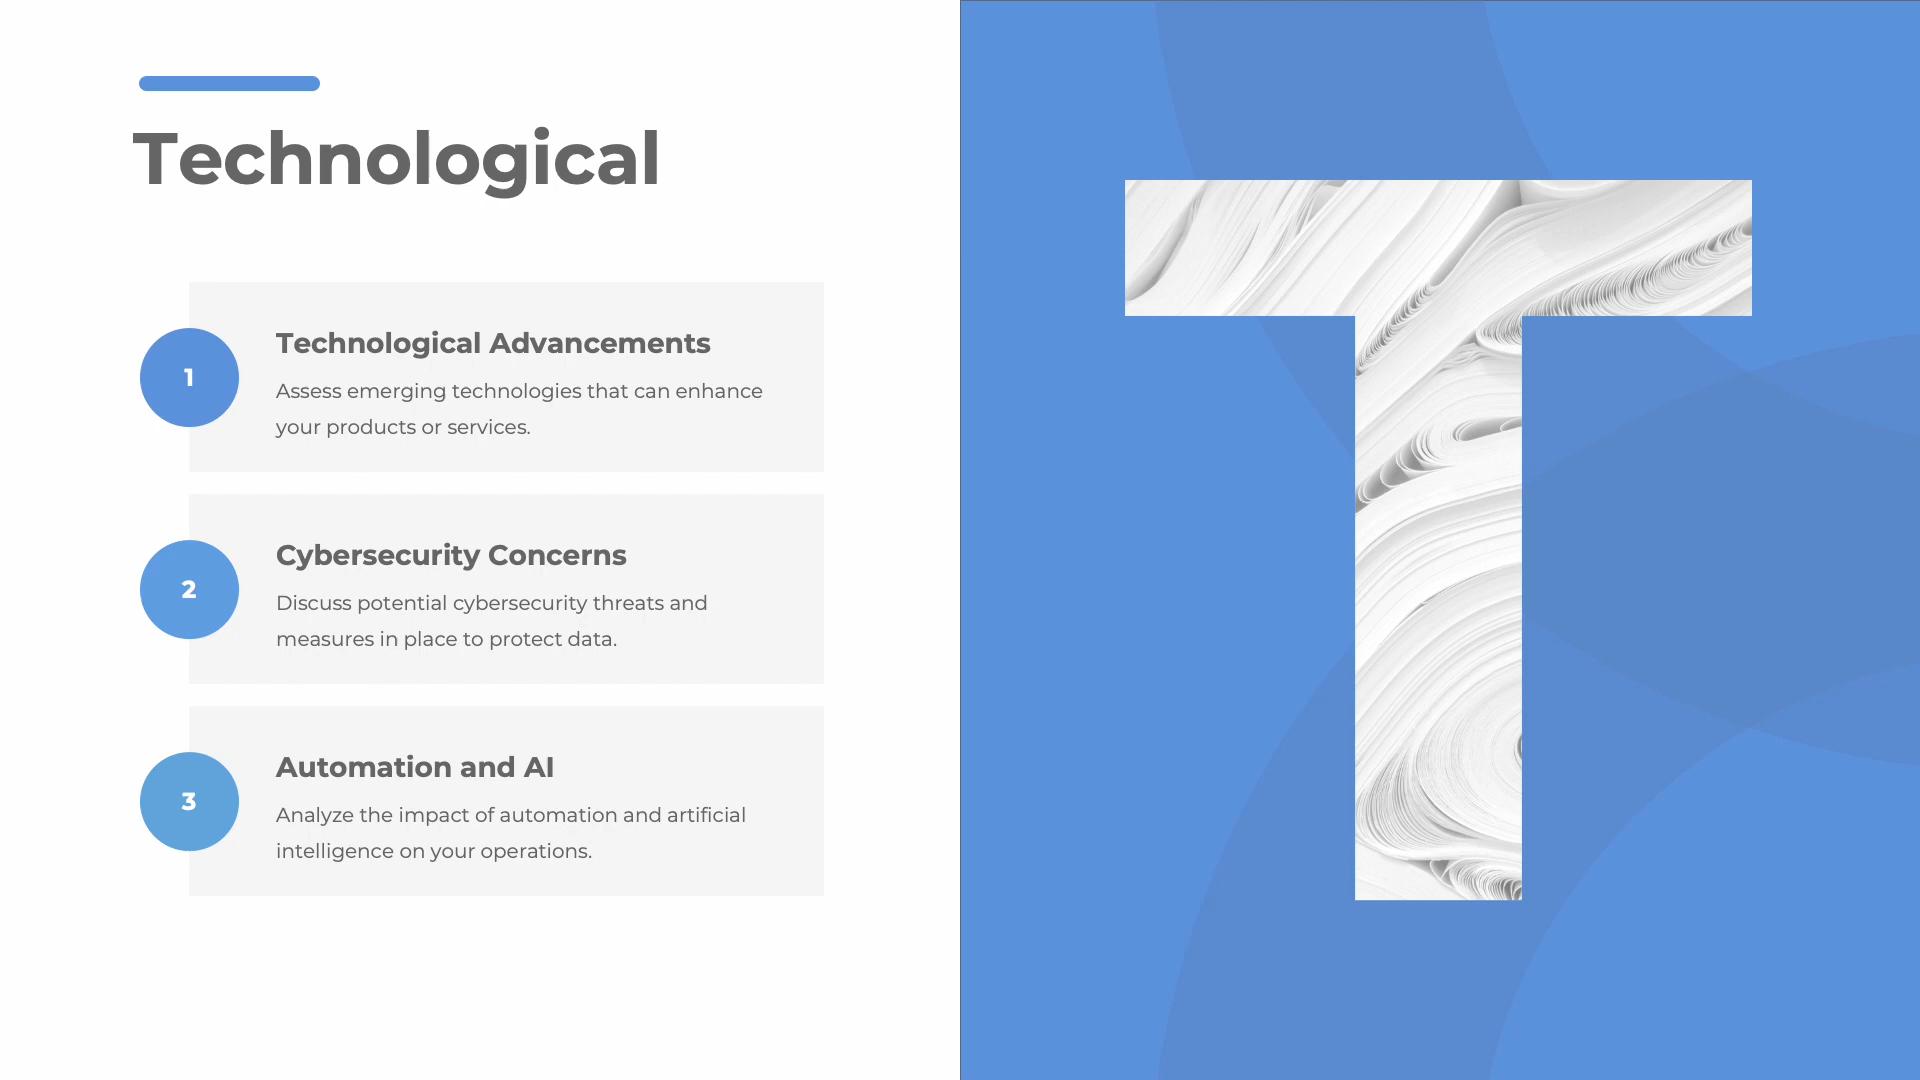 Technological
1
Technological Advancements
Assess emerging technologies that can enhance
your products or services.
2
Cybersecurity Concerns
Discuss potential cybersecurity threats and
measures in place to protect data.
3
Automation and AI
Analyze the impact of automation and artificial
intelligence on your operations.
T